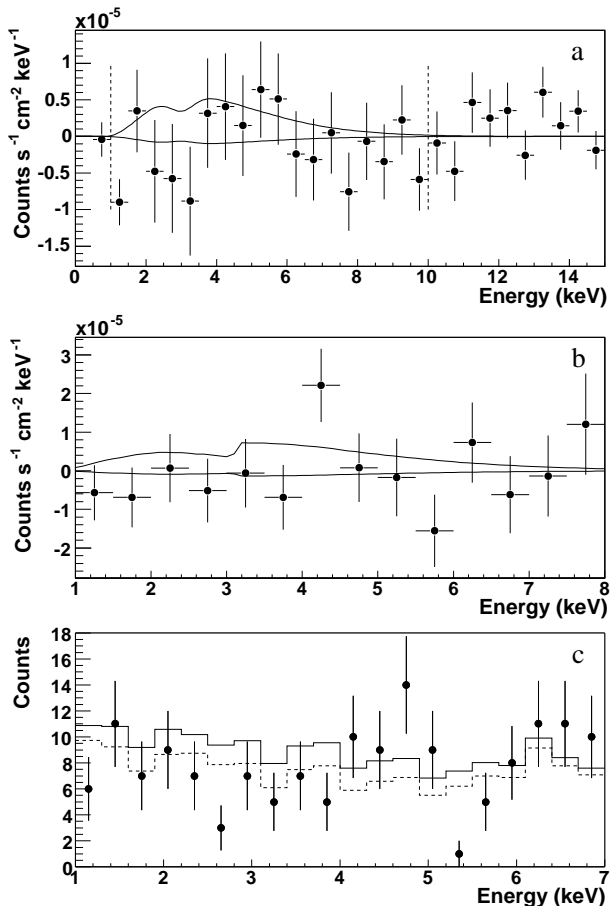 x10⁻⁵
a
Counts s⁻¹ cm⁻² keV⁻¹
1
0.5
0
-0.5
-1
-1.5
0 2 4 6 8 10 12 14
Energy (keV)
x10⁻⁵
b
Counts s⁻¹ cm⁻² keV⁻¹
3
2
1
0
-1
-2
1 2 3 4 5 6 7 8
Energy (keV)
c
Counts
18
16
14
12
10
8
6
4
2
0
1 2 3 4 5 6 7
Energy (keV)